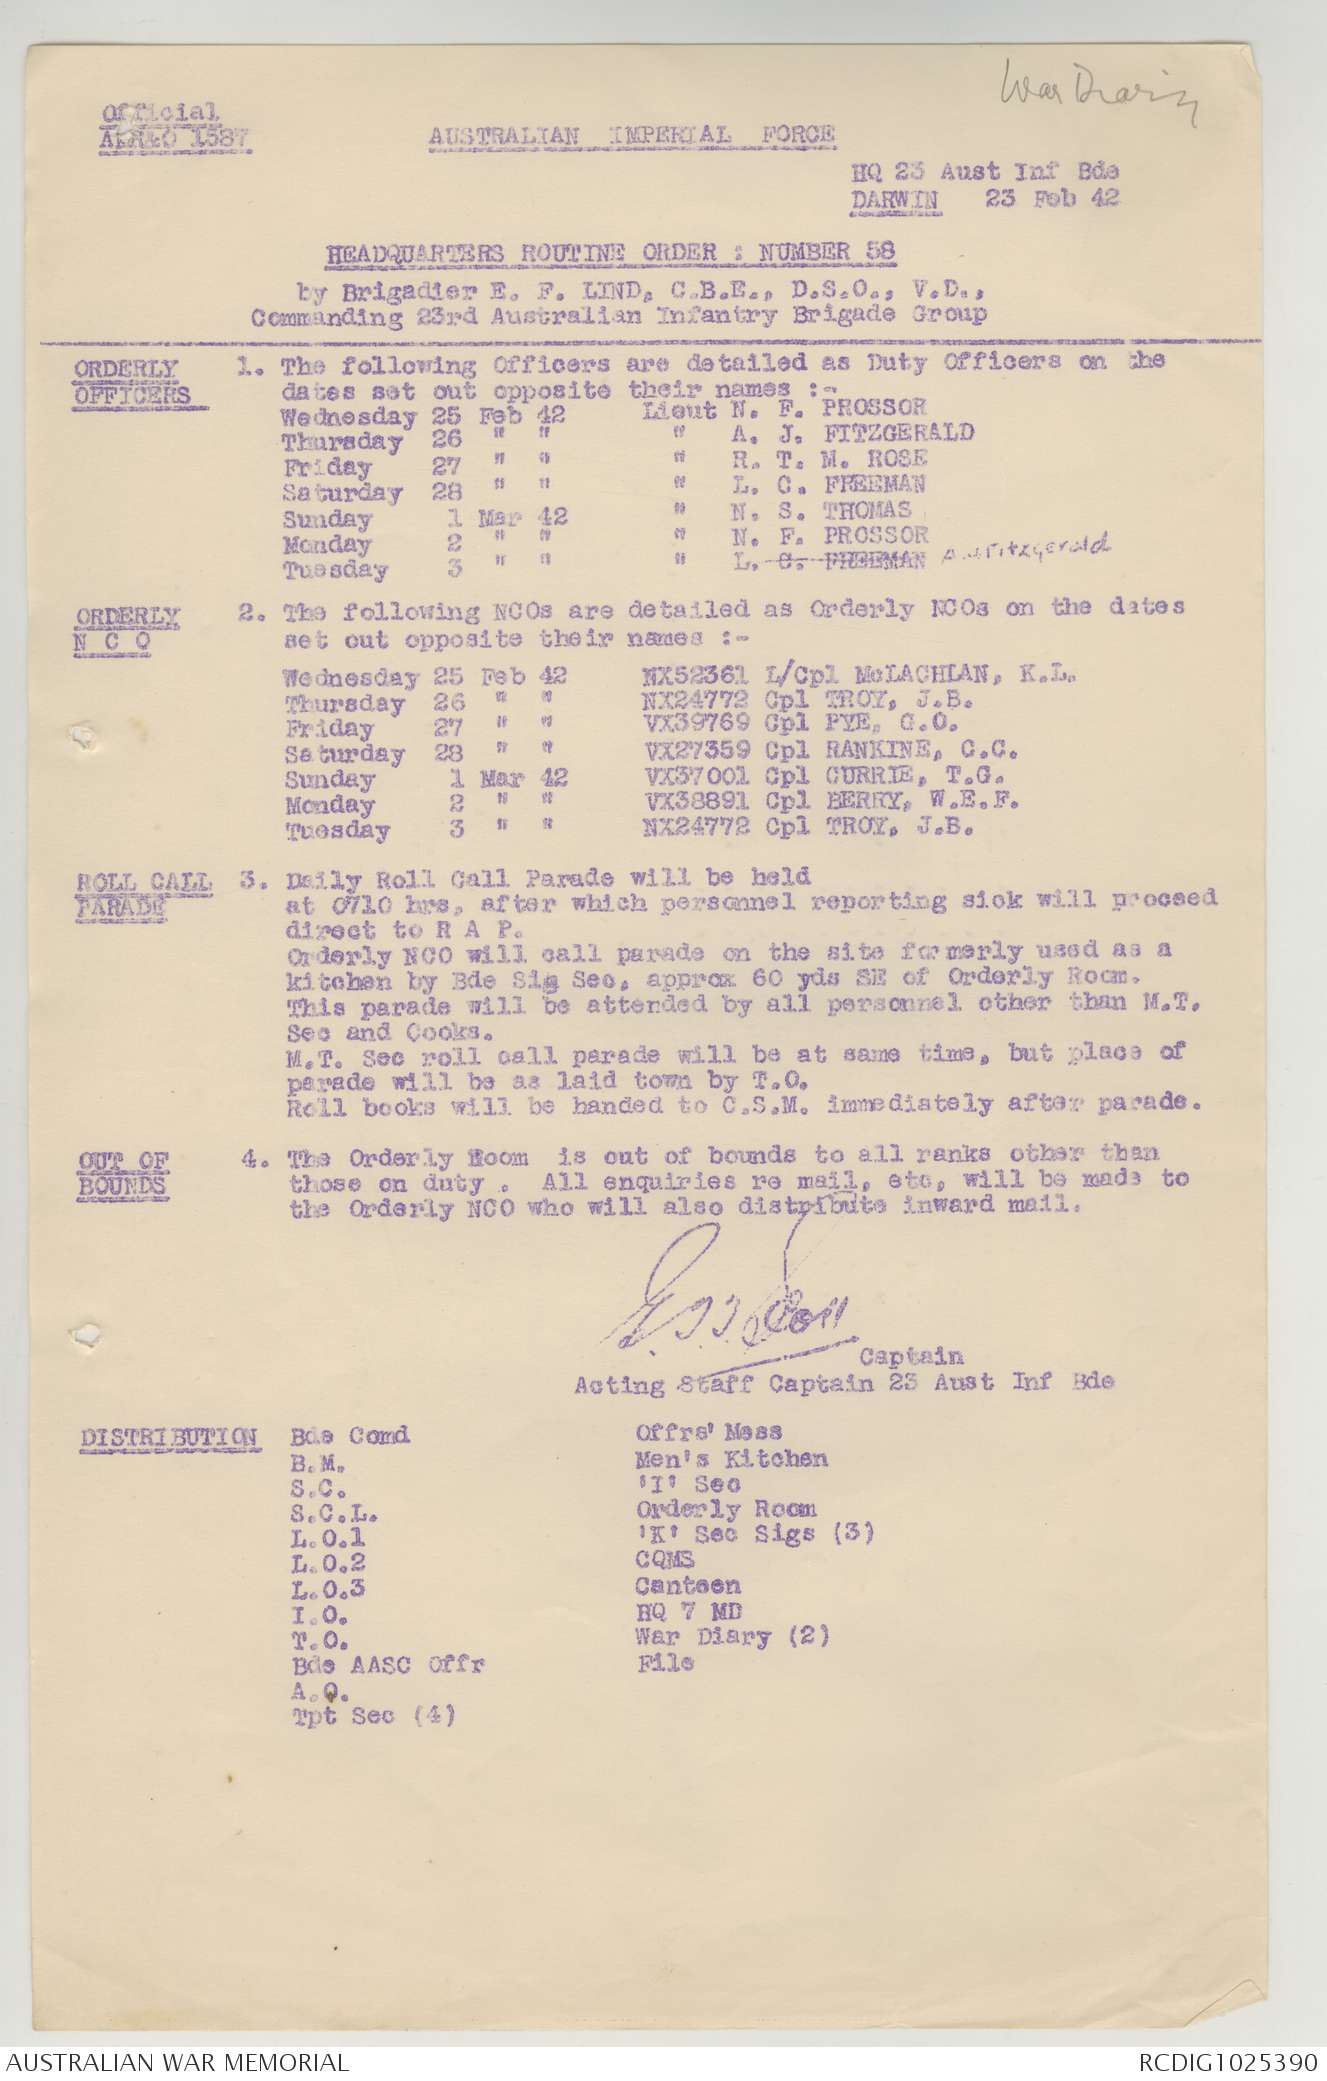 War Diary
Official
AMR&O 1587
AUSTRALIAN IMPERIAL FORCE
HQ 23 Aust Inf Bde
DARWIN 23 Feb 42
HEADQUARTERS ROUTINE ORDER : NUMBER 58
by Brigadier E. F. LIND, C.B.E., D.S.O., V.D.,
Commanding 23rd Australian Infantry Brigade Group
ORDERLY OFFICERS 1. The following Officers are detailed as Duty Officers on the
dates set out opposite their names :-
Wednesday 25 Feb 42 Lieut N. F. PROSSOR
Thursday 26 " " " A. J. FITZGERALD
Friday 27 " " " R. T. M. ROSE
Saturday 28 " " " L. C. FREEMAN
Sunday 1 Mar 42 " N. S. THOMAS
Monday 2 " " " N. F. PROSSOR
Tuesday 3 " " " L. C. FREEMAN Fitzgerald
ORDERLY N C O 2. The following NCOs are detailed as Orderly NCOs on the dates
set out opposite their names :-
Wednesday 25 Feb 42 NX52361 L/Cpl McLACHLAN, K.L.
Thursday 26 " " NX24772 Cpl TROY, J.B.
Friday 27 " " VX39769 Cpl PYE, G.O.
Saturday 28 " " VX27359 Cpl RANKINE, C.C.
Sunday 1 Mar 42 VX37001 Cpl CURRIE, T.G.
Monday 2 " " VX38891 Cpl BERRY, W.E.F.
Tuesday 3 " " NX24772 Cpl TROY, J.B.
ROLL CALL PARADE 3. Daily Roll Call Parade will be held
at 0710 hrs, after which personnel reporting sick will proceed
direct to R A P.
Orderly NCO will call parade on the site formerly used as a
kitchen by Bde Sig Sec, approx 60 yds SE of Orderly Room.
This parade will be attended by all personnel other than M.T.
Sec and Cooks.
M.T. Sec roll call parade will be at same time, but place of
parade will be as laid town by T.O.
Roll books will be handed to C.S.M. immediately after parade.
OUT OF BOUNDS 4. The Orderly Room is out of bounds to all ranks other than
those on duty . All enquiries re mail, etc, will be made to
the Orderly NCO who will also distribute inward mail.
Captain
Acting Staff Captain 23 Aust Inf Bde
DISTRIBUTION Bde Comd Offrs' Mess
B.M. Men's Kitchen
S.C. 'I' Sec
S.C.L. Orderly Room
L.O.1 'K' Sec Sigs (3)
L.O.2 CQMS
L.O.3 Canteen
I.O. HQ 7 MD
T.O. War Diary (2)
Bde AASC Offr File
A.O.
Tpt Sec (4)
AUSTRALIAN WAR MEMORIAL RCDIG1025390